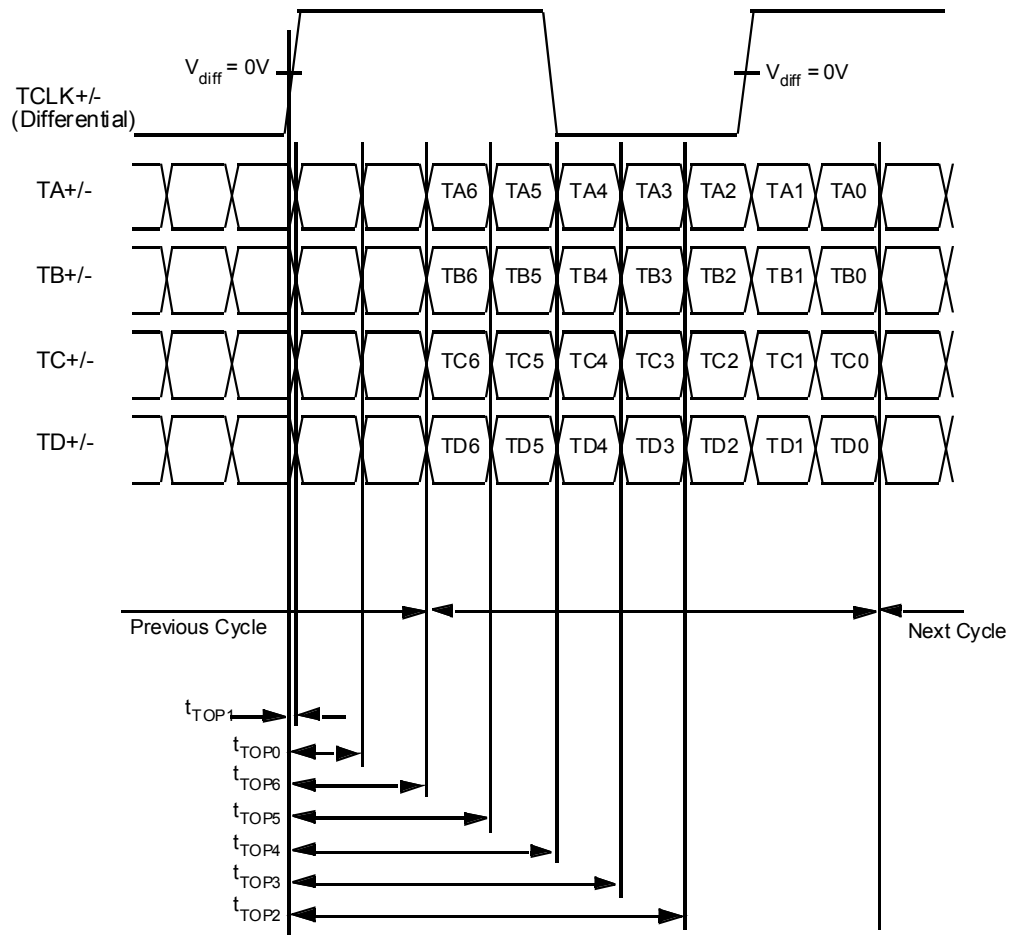 V_diff = 0V
V_diff = 0V
TCLK+/-
(Differential)
TA+/-
TA6 TA5 TA4 TA3 TA2 TA1 TA0
TB+/-
TB6 TB5 TB4 TB3 TB2 TB1 TB0
TC+/-
TC6 TC5 TC4 TC3 TC2 TC1 TC0
TD+/-
TD6 TD5 TD4 TD3 TD2 TD1 TD0
Previous Cycle
Next Cycle
t_TOP1
t_TOP0
t_TOP6
t_TOP5
t_TOP4
t_TOP3
t_TOP2